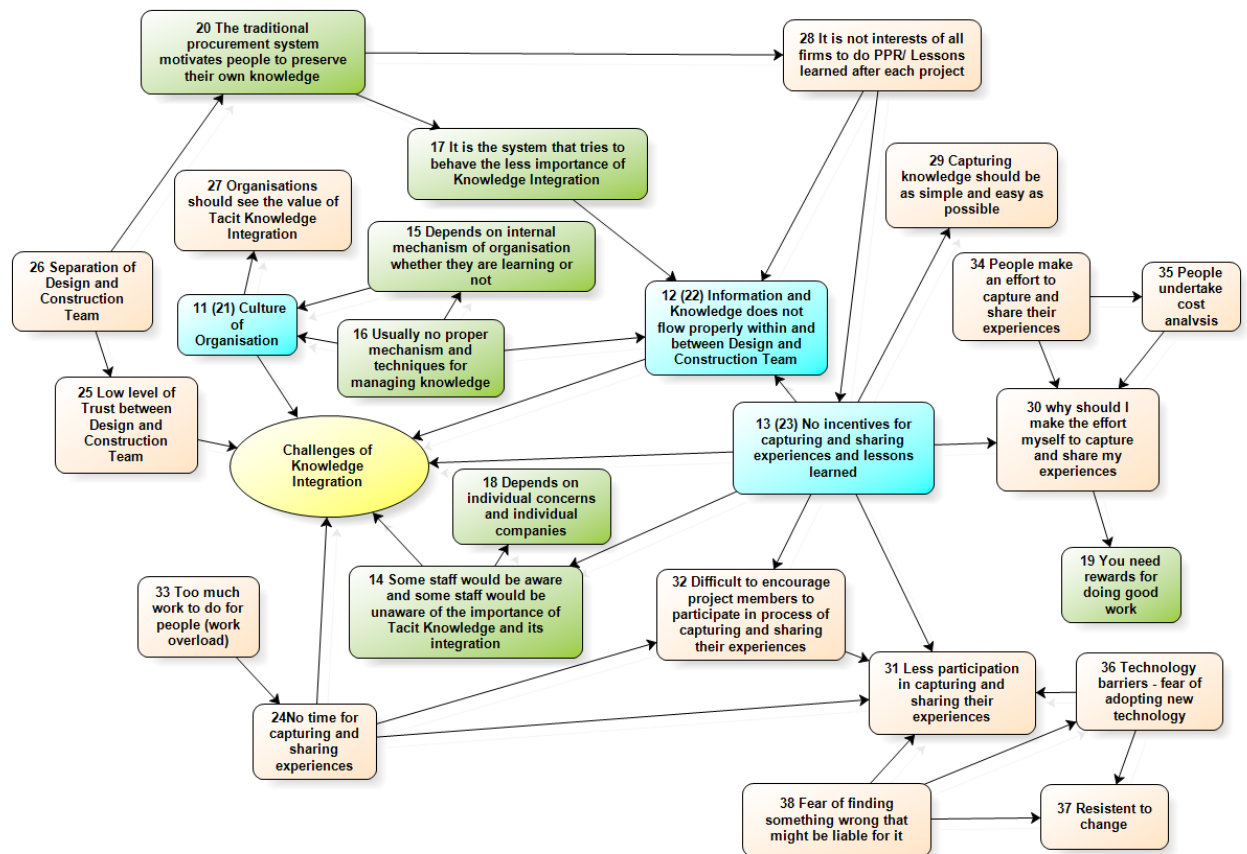 20 The traditional
procurement system
motivates people to preserve
their own knowledge
28 It is not interests of all
firms to do PPR/ Lessons
learned after each project
17 It is the system that tries to
behave the less importance of
Knowledge Integration
29 Capturing
knowledge should be
as simple and easy as
possible
27 Organisations
should see the value of
Tacit Knowledge
Integration
15 Depends on internal
mechanism of organisation
whether they are learning or
not
26 Separation of
Design and
Construction
Team
34 People make
an effort to
capture and
share their
experiences
35 People
undertake
cost
analvsis
11 (21) Culture
of
Organisation
12 (22) Information and
Knowledge does not
flow properly within and
between Design and
Construction Team
16 Usually no proper
mechanism and
techniques for
managing knowledge
25 Low level of
Trust between
Design and
Construction
Team
Challenges of
Knowledge
Integration
13 (23) No incentives for
capturing and sharing
experiences and lessons
learned
30 why should I
make the effort
myself to capture
and share my
experiences
18 Depends on
individual concerns
and individual
companies
19 You need
rewards for
doing good
work
33 Too much
work to do for
people (work
overload)
14 Some staff would be aware
and some staff would be
unaware of the importance of
Tacit Knowledge and its
integration
32 Difficult to encourage
project members to
participate in process of
capturing and sharing
their experiences
31 Less participation
in capturing and
sharing their
experiences
36 Technology
barriers - fear of
adopting new
technology
24No time for
capturing and
sharing
experiences
38 Fear of finding
something wrong that
might be liable for it
37 Resistent to
change